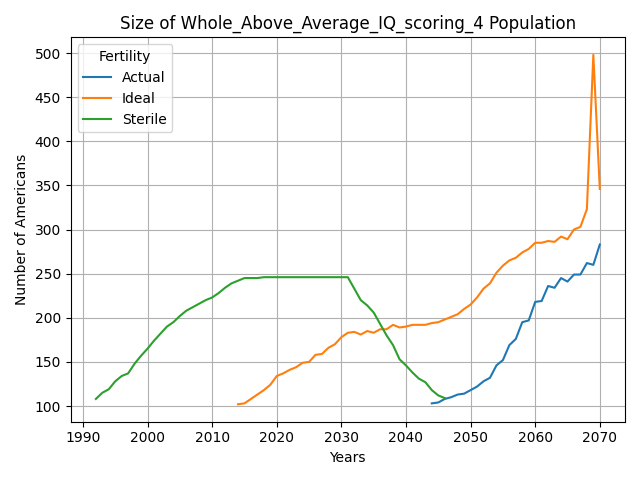 Size of Whole_Above_Average_IQ_scoring_4 Population
Fertility
Actual
Ideal
Sterile
500
450
400
350
300
250
200
150
100
Number of Americans
1990 2000 2010 2020 2030 2040 2050 2060 2070
Years